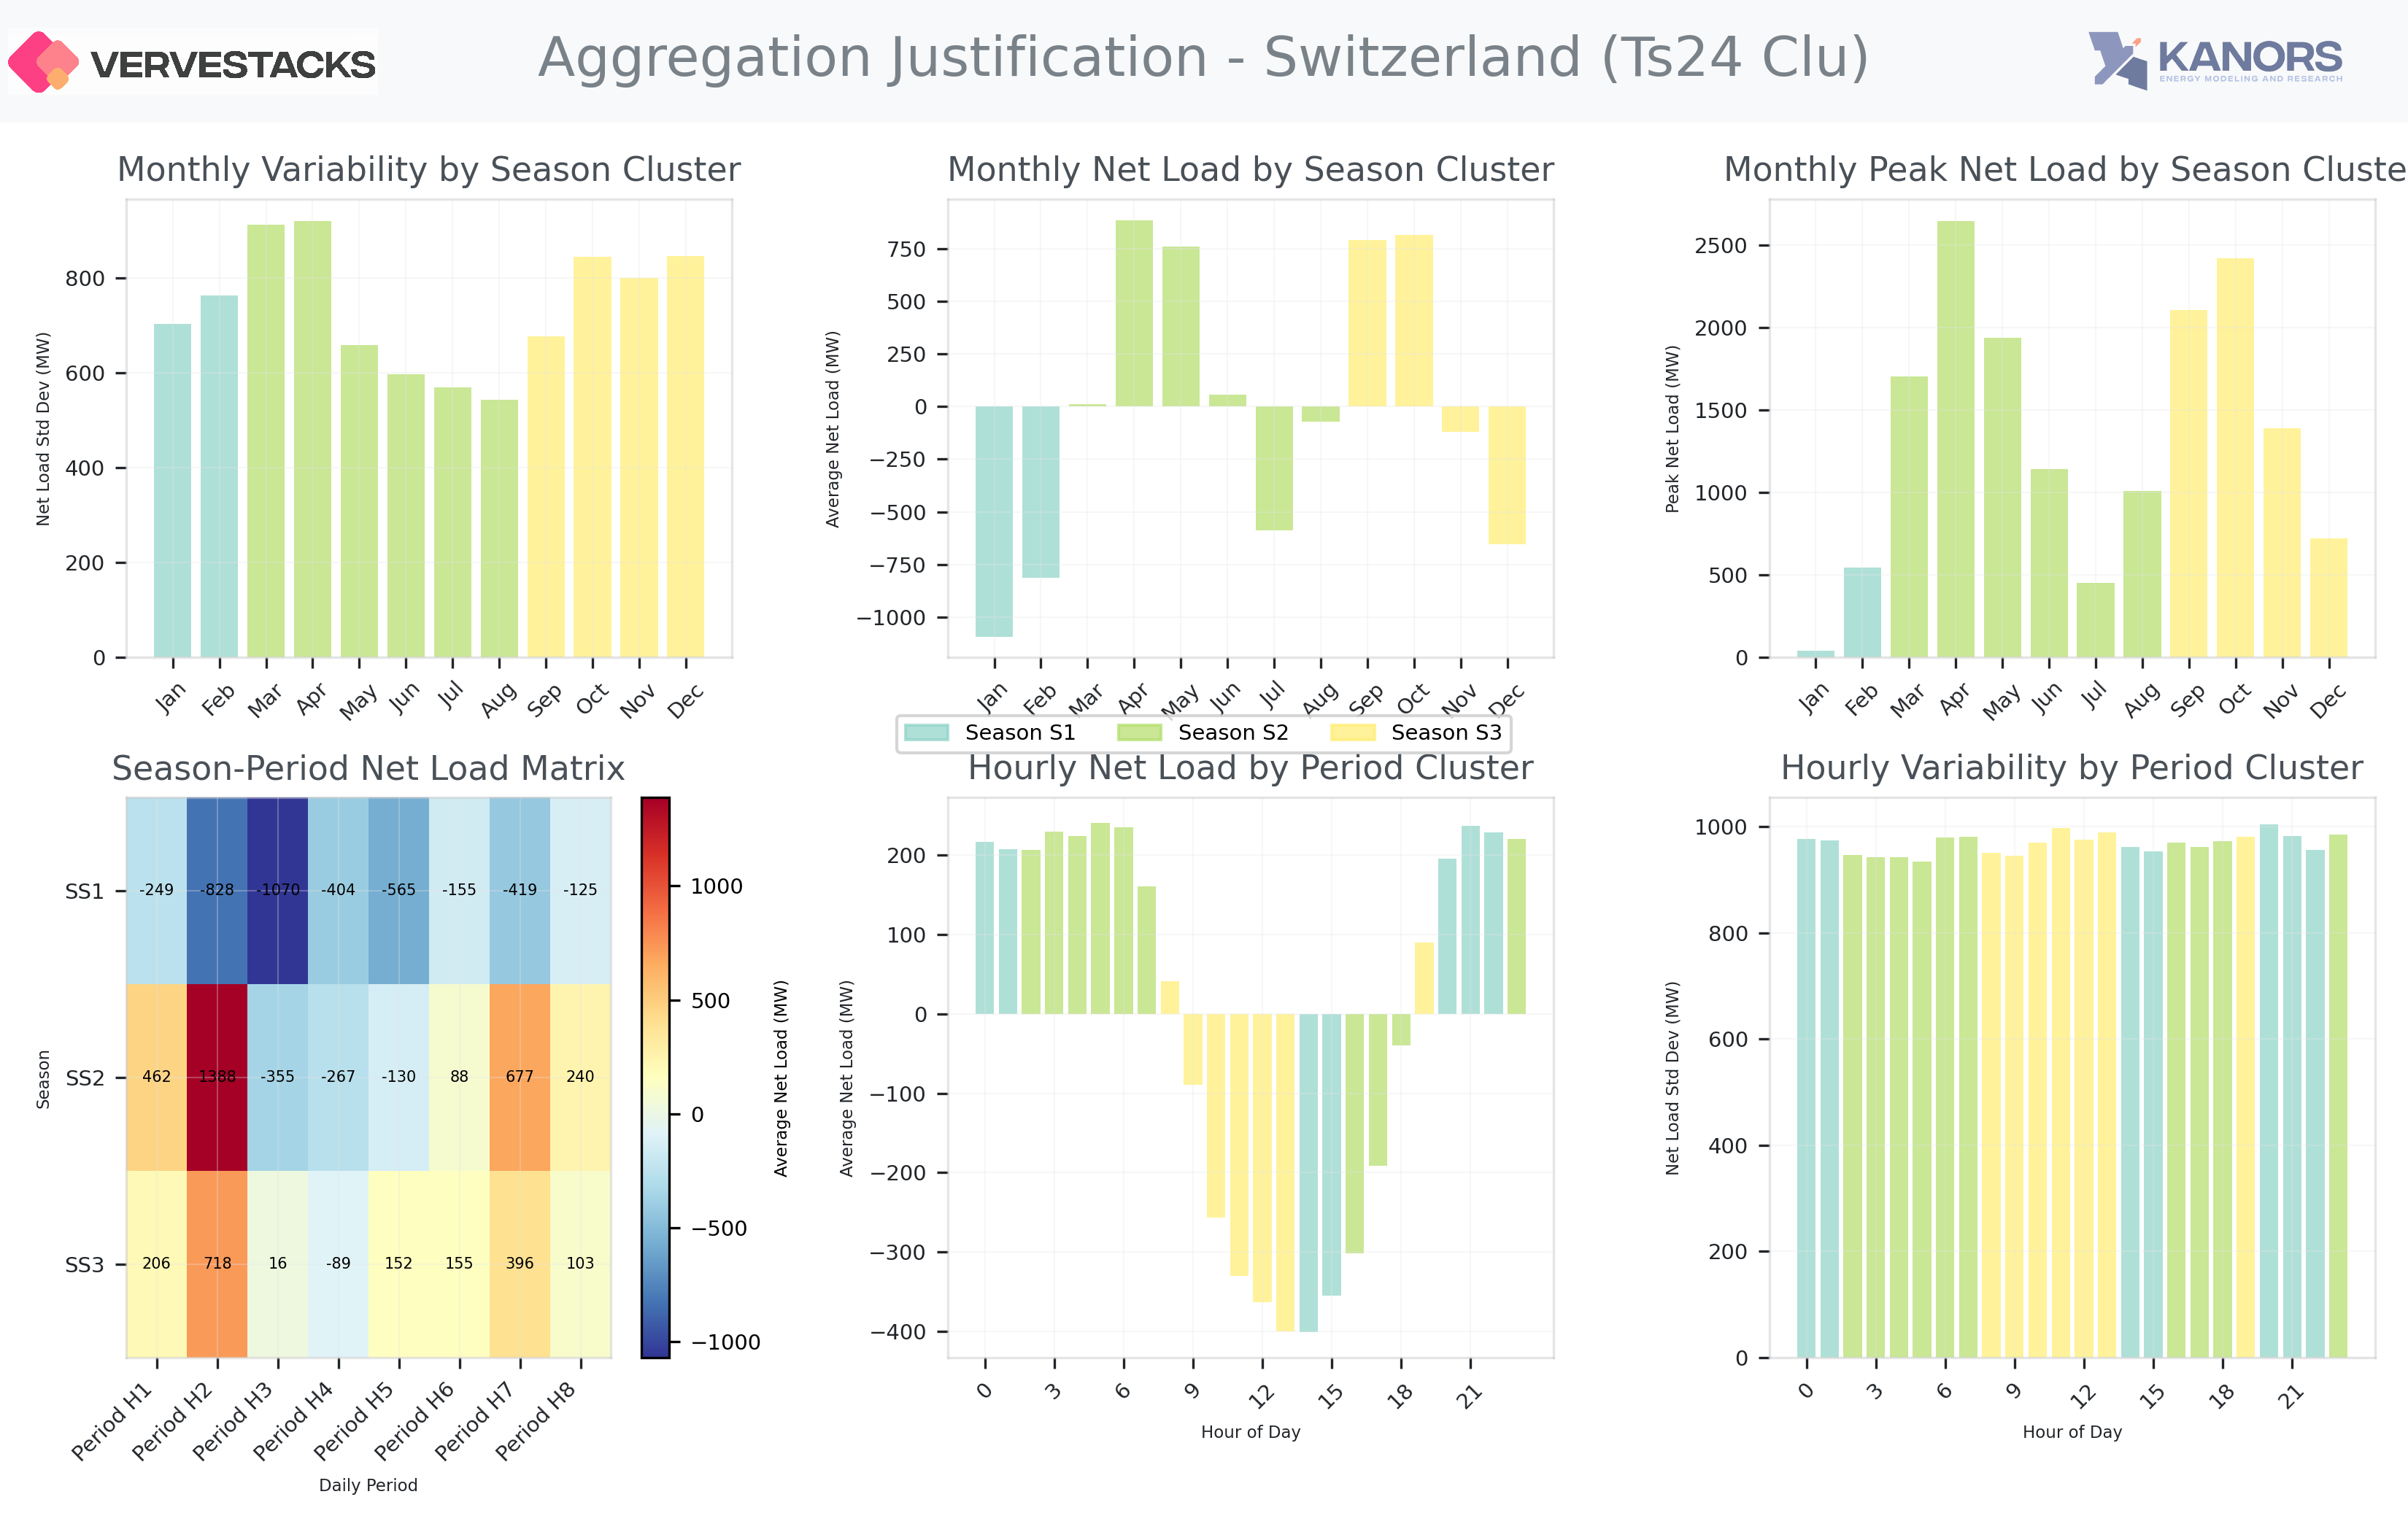 VERVESTACKS
Aggregation Justification - Switzerland (Ts24 Clu)
KANORS
ENERGY MODELING AND RESEARCH
Monthly Variability by Season Cluster
Net Load Std Dev (MW)
800
600
400
200
0
Jan Feb Mar Apr May Jun Jul Aug Sep Oct Nov Dec
Monthly Net Load by Season Cluster
Average Net Load (MW)
750
500
250
0
−250
−500
−750
−1000
Jan Feb Mar Apr May Jun Jul Aug Sep Oct Nov Dec
Monthly Peak Net Load by Season Cluste
Peak Net Load (MW)
2500
2000
1500
1000
500
0
Jan Feb Mar Apr May Jun Jul Aug Sep Oct Nov Dec
Season S1 Season S2 Season S3
Season-Period Net Load Matrix
Season
SS1 -249 -828 -1070 -404 -565 -155 -419 -125
SS2 462 1388 -355 -267 -130 88 677 240
SS3 206 718 16 -89 152 155 396 103
Period H1 Period H2 Period H3 Period H4 Period H5 Period H6 Period H7 Period H8
Daily Period
1000
500
0
−500
−1000
Average Net Load (MW)
Hourly Net Load by Period Cluster
Average Net Load (MW)
200
100
0
−100
−200
−300
−400
0 3 6 9 12 15 18 21
Hour of Day
Hourly Variability by Period Cluster
Net Load Std Dev (MW)
1000
800
600
400
200
0
0 3 6 9 12 15 18 21
Hour of Day